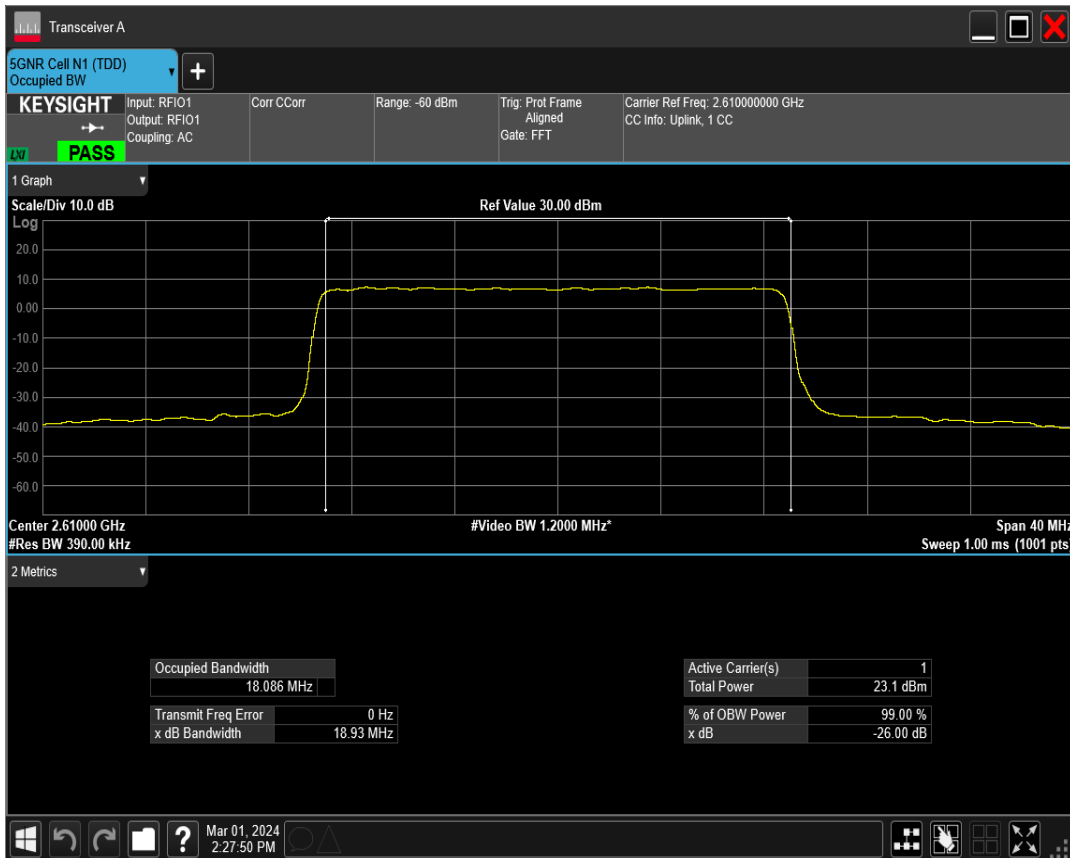 Transceiver A
5GNR Cell N1 (TDD)
Occupied BW
KEYSIGHT
LXI
PASS
Input: RFIO1
Output: RFIO1
Coupling: AC
Corr CCorr
Range: -60 dBm
Trig: Prot Frame
Aligned
Gate: FFT
Carrier Ref Freq: 2.610000000 GHz
CC Info: Uplink, 1 CC
1 Graph
Scale/Div 10.0 dB
Ref Value 30.00 dBm
Log
20.0
10.0
0.00
-10.0
-20.0
-30.0
-40.0
-50.0
-60.0
Center 2.61000 GHz
#Video BW 1.2000 MHz*
Span 40 MHz
#Res BW 390.00 kHz
Sweep 1.00 ms (1001 pts)
2 Metrics
Occupied Bandwidth
18.086 MHz
Transmit Freq Error 0 Hz
x dB Bandwidth 18.93 MHz
Active Carrier(s) 1
Total Power 23.1 dBm
% of OBW Power 99.00 %
x dB -26.00 dB
?
Mar 01, 2024
2:27:50 PM